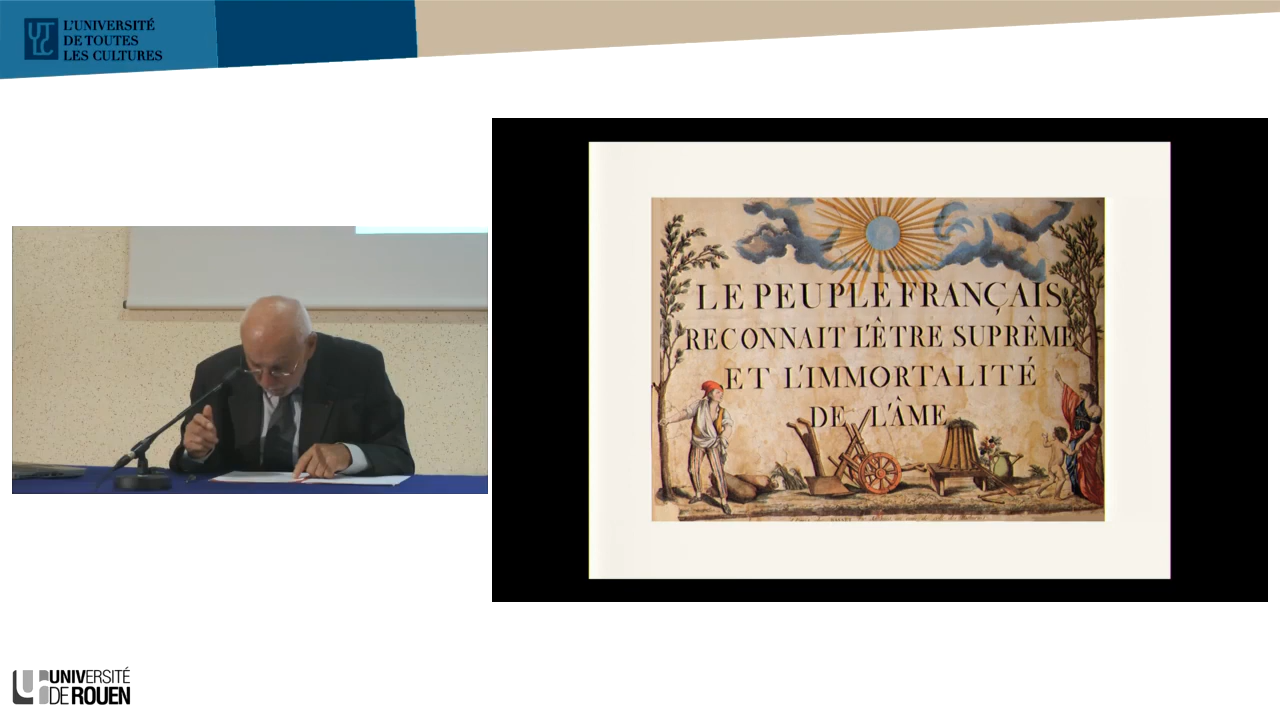 L'UNIVERSITÉ
DE TOUTES
LES CULTURES
LE PEUPLE FRANÇAIS
RECONNAIT L'ÊTRE SUPRÊME
ET L'IMMORTALITÉ
DE L'ÂME
UNIVERSITÉ
DE ROUEN